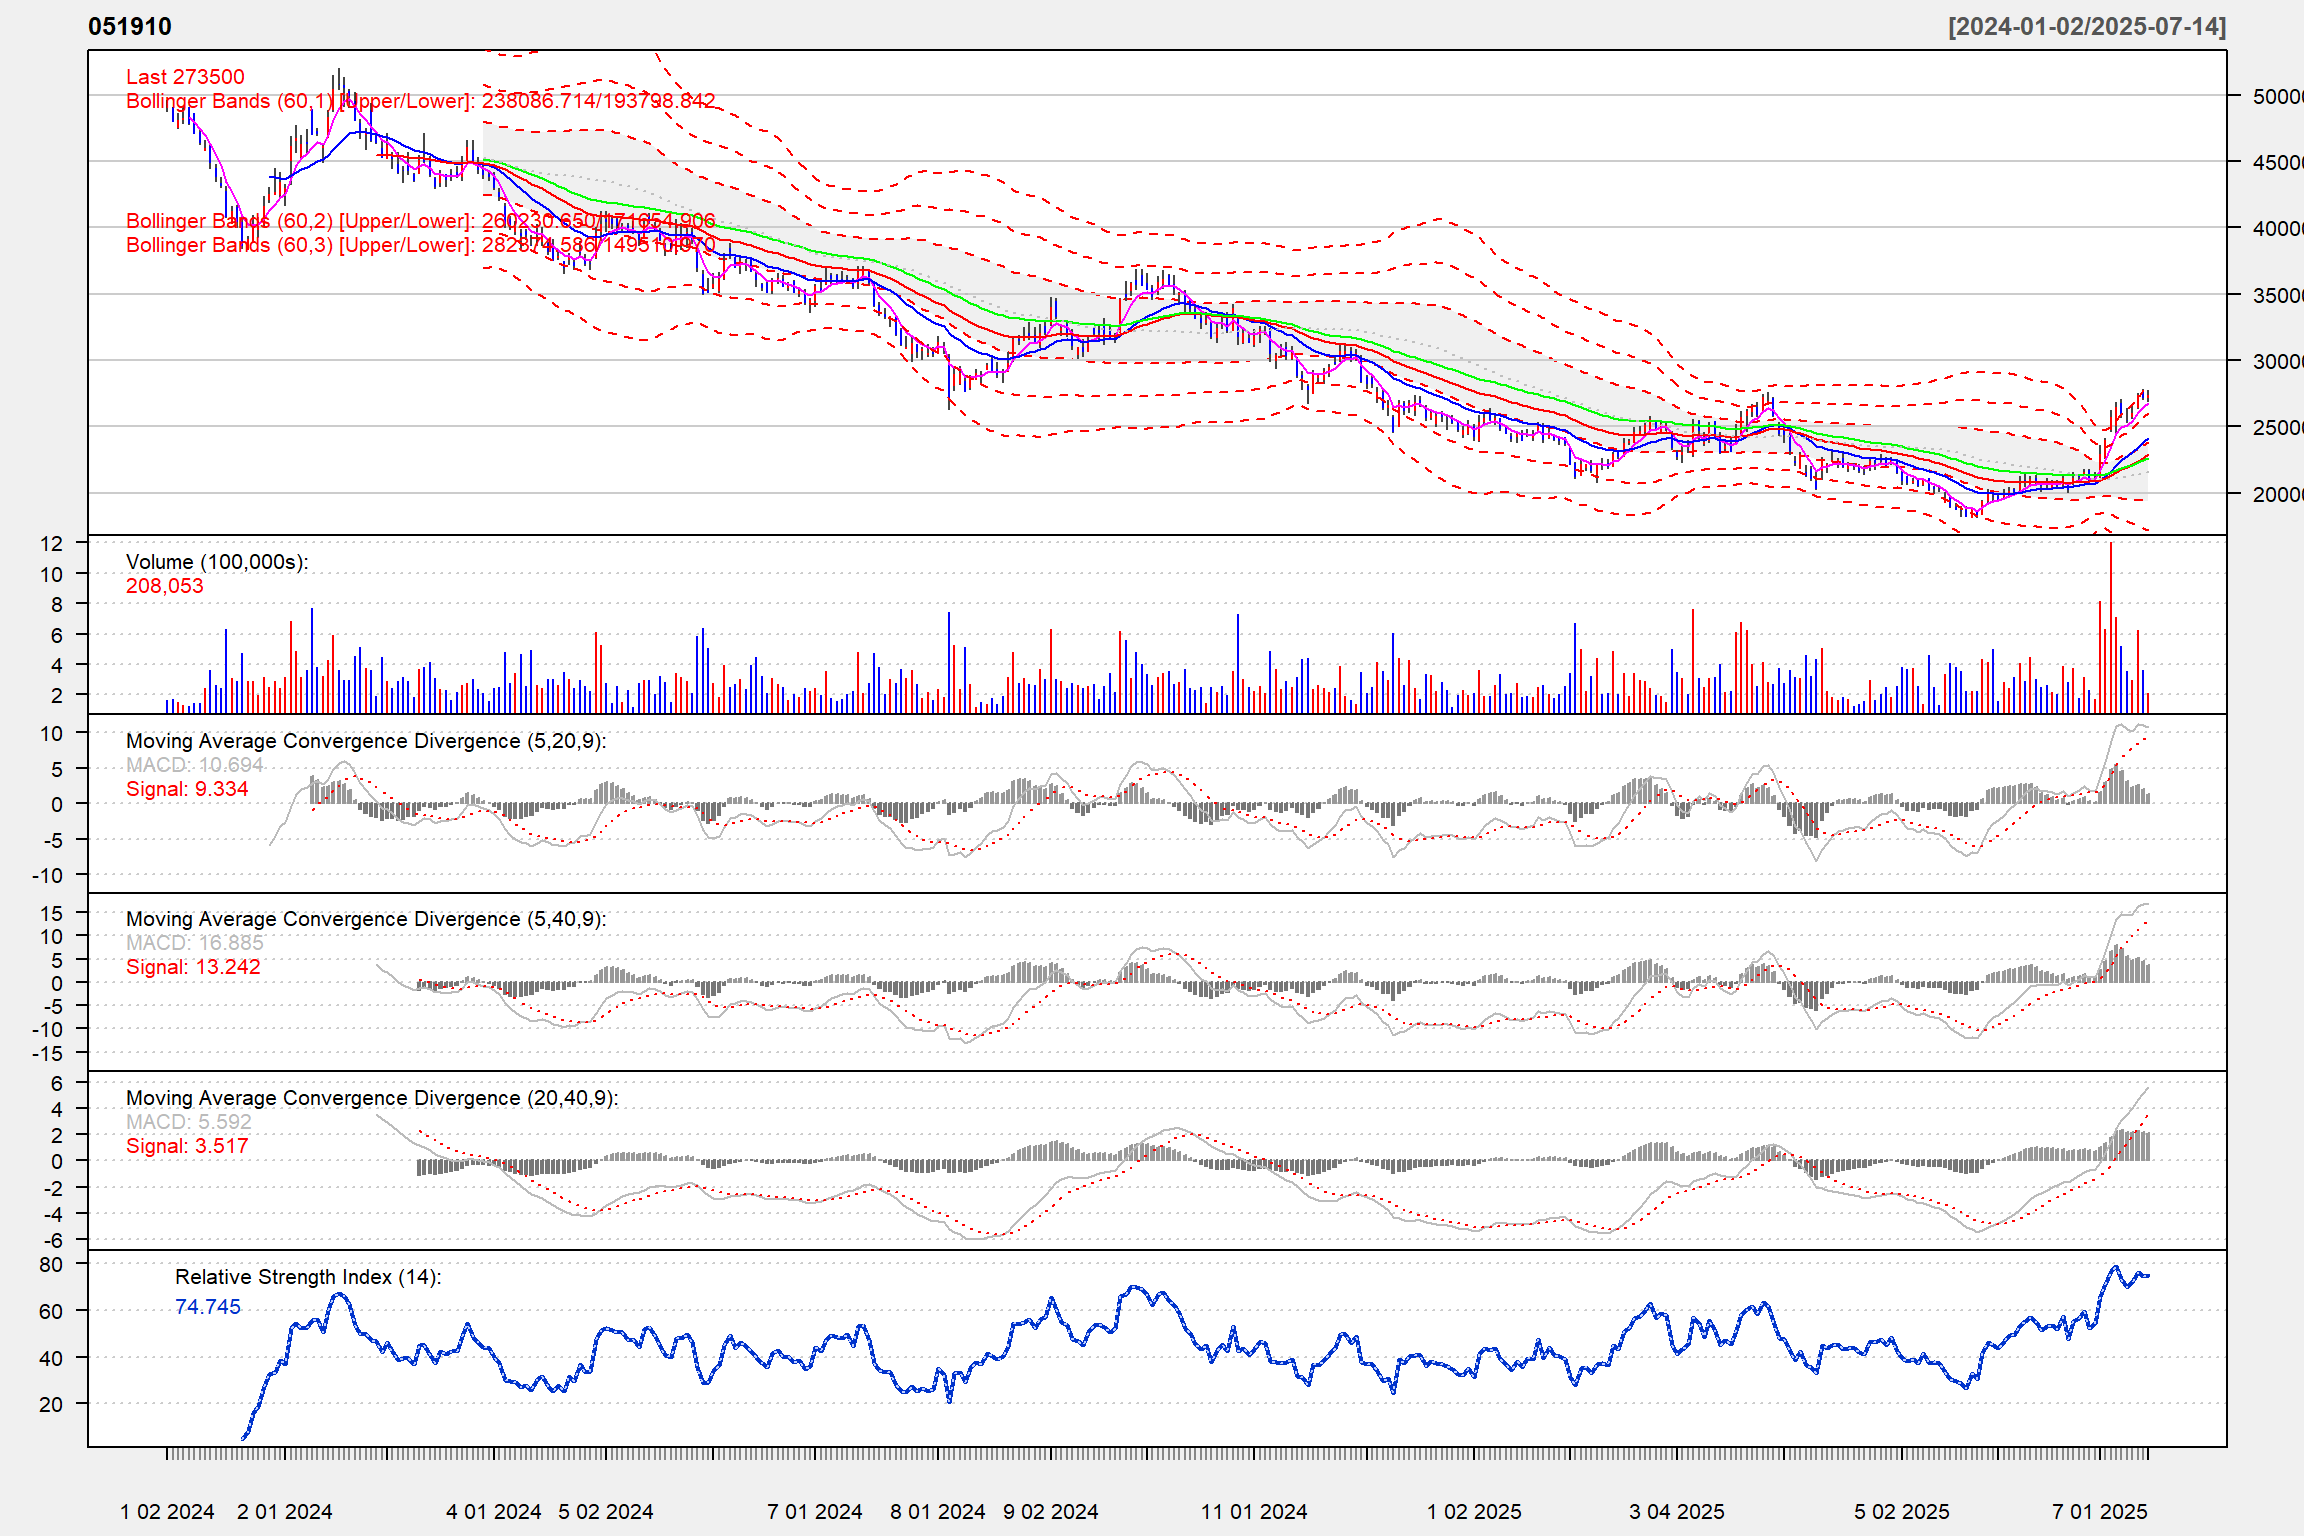 051910 [2024-01-02/2025-07-14]
Last 273500
Bollinger Bands (60,1) [Upper/Lower]: 238086.714/193798.842
Bollinger Bands (60,2) [Upper/Lower]: 260230.650/171654.906
Bollinger Bands (60,3) [Upper/Lower]:
50000
45000
40000
35000
30000
25000
20000
Volume (100,000s):
208,053
12
10
8
6
4
2
Moving Average Convergence Divergence (5,20,9):
MACD: 10.694
Signal: 9.334
10
5
0
-5
-10
Moving Average Convergence Divergence (5,40,9):
MACD: 16.885
Signal: 13.242
15
10
5
0
-5
-10
-15
Moving Average Convergence Divergence (20,40,9):
MACD: 5.592
Signal: 3.517
6
4
2
0
-2
-4
-6
Relative Strength Index (14):
74.745
80
60
40
20
1 02 2024 2 01 2024 4 01 2024 5 02 2024 7 01 2024 8 01 2024 9 02 2024 11 01 2024 1 02 2025 3 04 2025 5 02 2025 7 01 2025